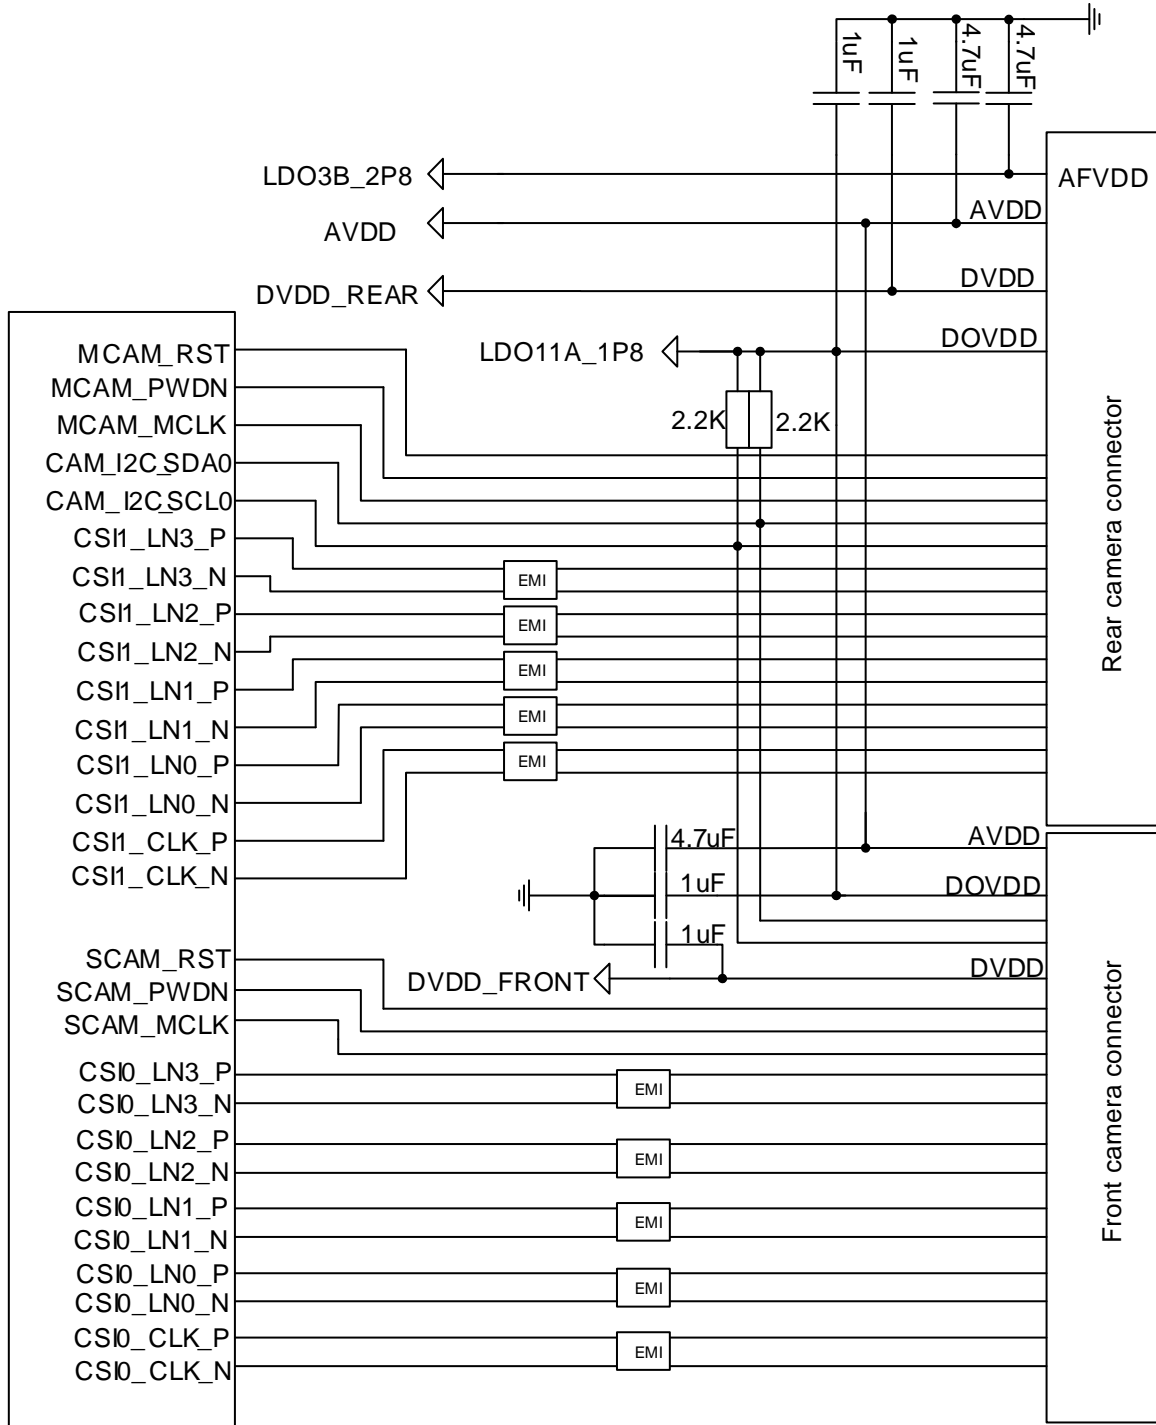 1uF
1uF
4.7uF
4.7uF
LDO3B_2P8
AFVDD
AVDD
AVDD
DVDD_REAR
DVDD
LDO11A_1P8
DOVDD
2.2K
2.2K
Rear camera connector
MCAM_RST
MCAM_PWDN
MCAM_MCLK
CAM_I2C_SDA0
CAM_I2C_SCL0
CSI1_LN3_P
CSI1_LN3_N
CSI1_LN2_P
CSI1_LN2_N
CSI1_LN1_P
CSI1_LN1_N
CSI1_LN0_P
CSI1_LN0_N
CSI1_CLK_P
CSI1_CLK_N
EMI
EMI
EMI
EMI
EMI
4.7uF
AVDD
1uF
DOVDD
1uF
DVDD_FRONT
DVDD
Front camera connector
SCAM_RST
SCAM_PWDN
SCAM_MCLK
CSI0_LN3_P
CSI0_LN3_N
CSI0_LN2_P
CSI0_LN2_N
CSI0_LN1_P
CSI0_LN1_N
CSI0_LN0_P
CSI0_LN0_N
CSI0_CLK_P
CSI0_CLK_N
EMI
EMI
EMI
EMI
EMI